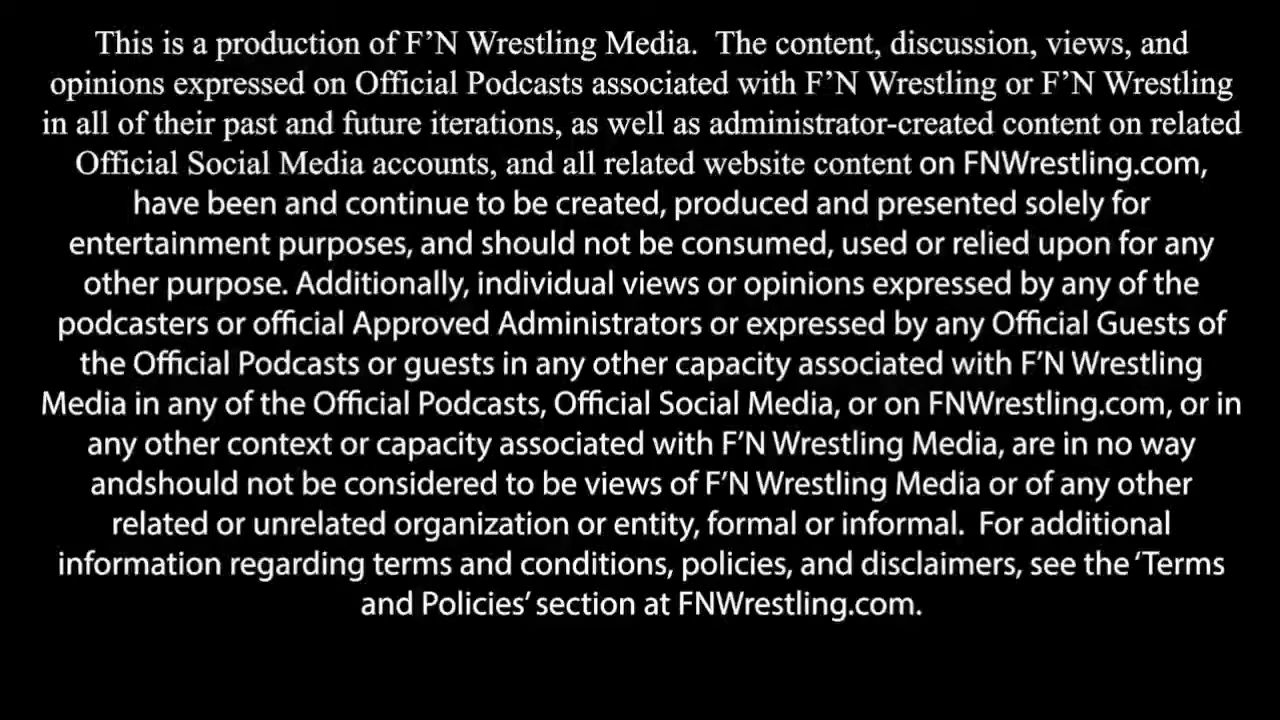 This is a production of F’N Wrestling Media.  The content, discussion, views, and
opinions expressed on Official Podcasts associated with F’N Wrestling or F’N Wrestling
in all of their past and future iterations, as well as administrator-created content on related
Official Social Media accounts, and all related website content on FNWrestling.com,
have been and continue to be created, produced and presented solely for
entertainment purposes, and should not be consumed, used or relied upon for any
other purpose. Additionally, individual views or opinions expressed by any of the
podcasters or official Approved Administrators or expressed by any Official Guests of
the Official Podcasts or guests in any other capacity associated with F’N Wrestling
Media in any of the Official Podcasts, Official Social Media, or on FNWrestling.com, or in
any other context or capacity associated with F’N Wrestling Media, are in no way
andshould not be considered to be views of F’N Wrestling Media or of any other
related or unrelated organization or entity, formal or informal.  For additional
information regarding terms and conditions, policies, and disclaimers, see the ‘Terms
and Policies’ section at FNWrestling.com.